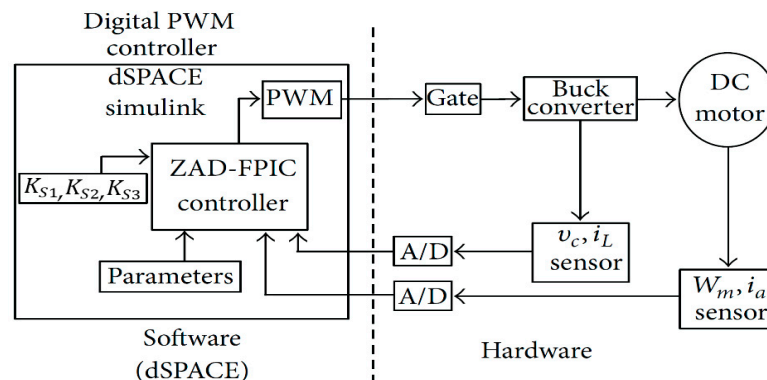 Digital PWM
controller
dSPACE
simulink
PWM
Gate
Buck
converter
DC
motor
K_{S1}, K_{S2}, K_{S3}
ZAD-FPIC
controller
Parameters
A/D
v_c, i_L
sensor
A/D
W_m, i_a
sensor
Software
(dSPACE)
Hardware